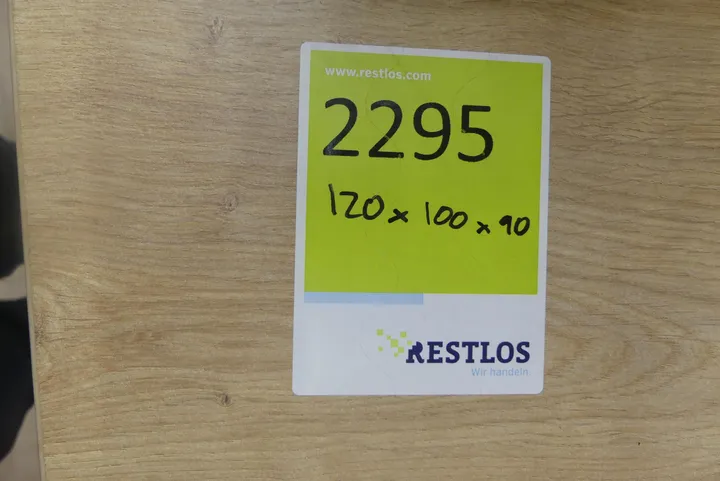 www.restlos.com
2295
120 x 100 x 90
RESTLOS
Wir handeln.